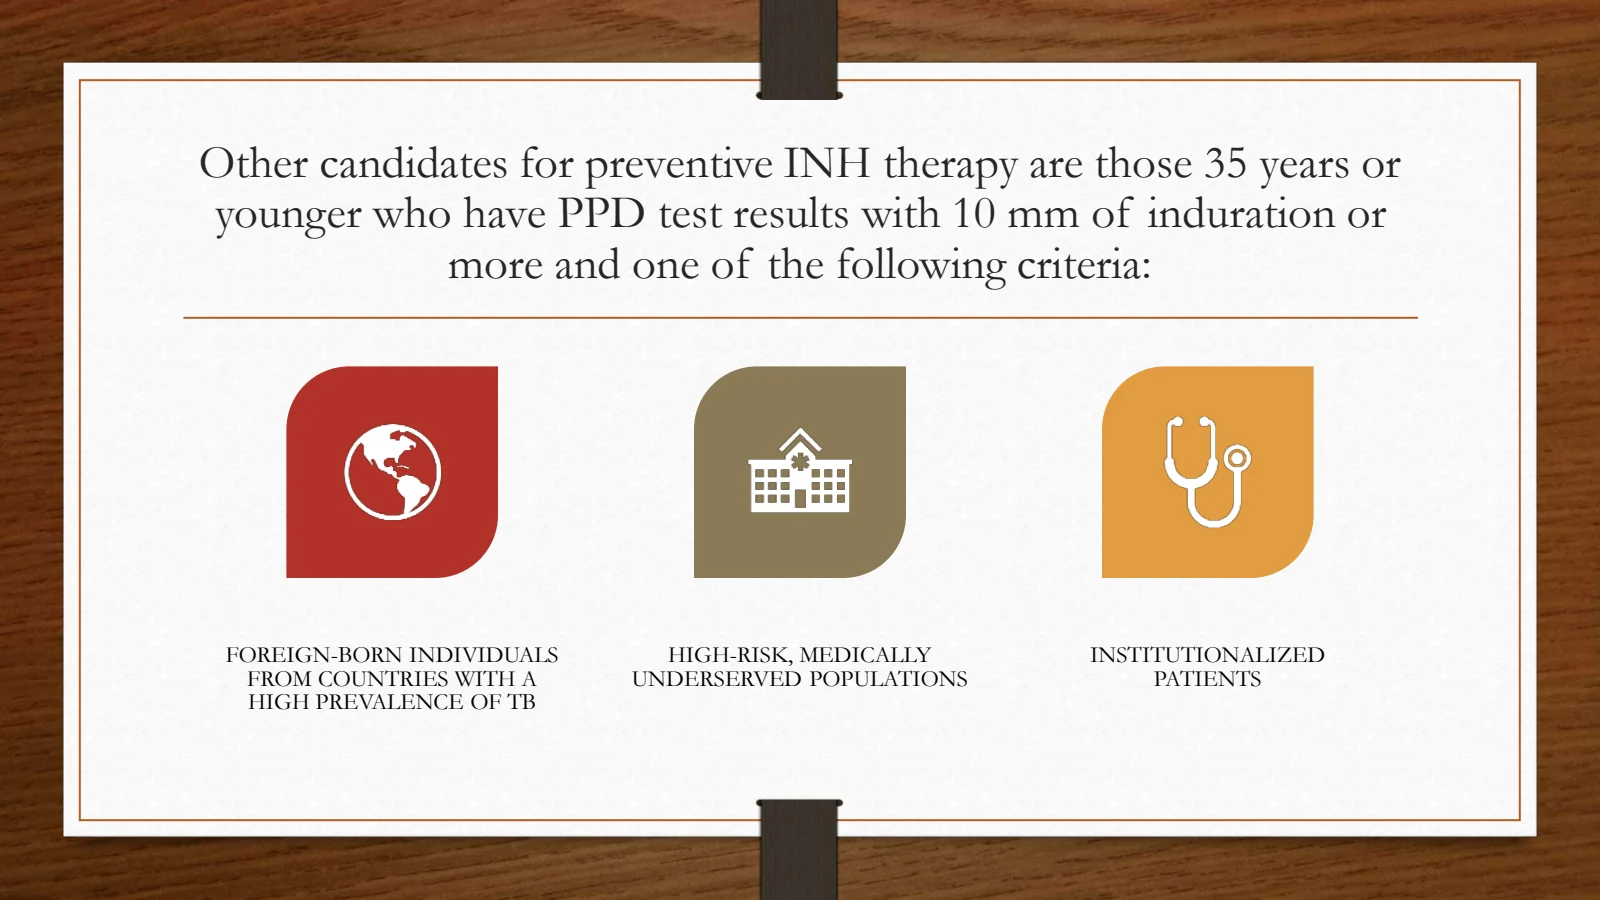 Other candidates for preventive INH therapy are those 35 years or
younger who have PPD test results with 10 mm of induration or
more and one of the following criteria:
FOREIGN-BORN INDIVIDUALS
FROM COUNTRIES WITH A
HIGH PREVALENCE OF TB
HIGH-RISK, MEDICALLY
UNDERSERVED POPULATIONS
INSTITUTIONALIZED
PATIENTS